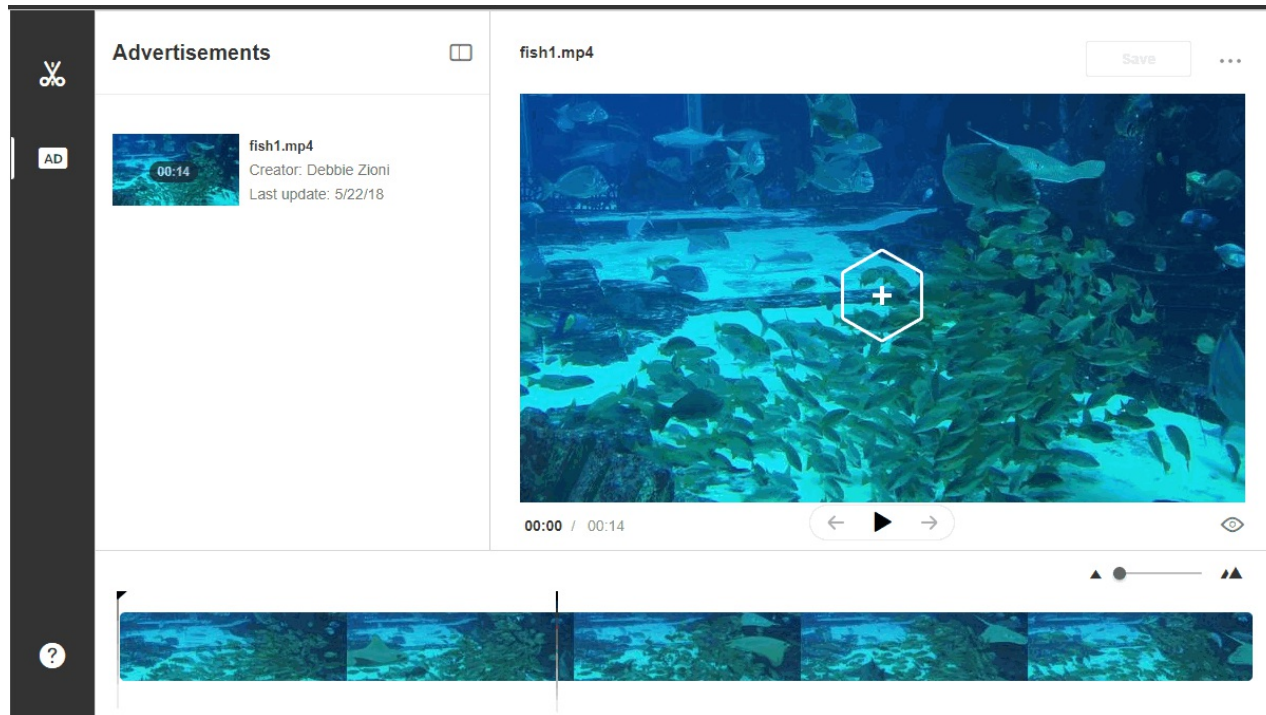 Advertisements
fish1.mp4
Save
AD
00:14
fish1.mp4
Creator: Debbie Zioni
Last update: 5/22/18
00:00 / 00:14
?